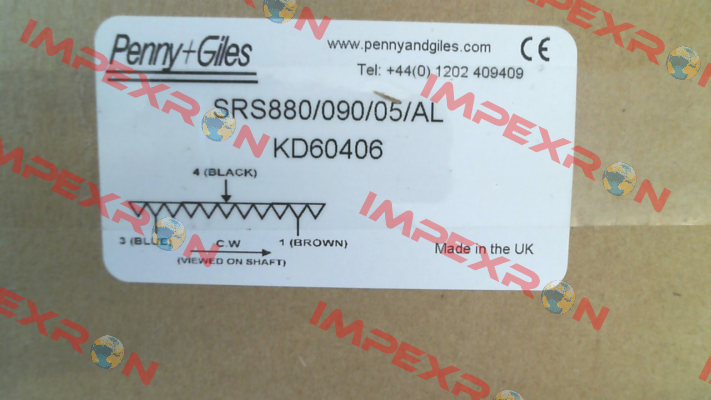 Penny+Giles
www.pennyandgiles.com
CE
Tel: +44(0) 1202 409409
SRS880/090/05/AL
KD60406
4 (BLACK)
3 (BLUE)
C.W
1 (BROWN)
(VIEWED ON SHAFT)
Made in the UK
IMPEXRON
IMPEXRON
IMPEXRON
IMPEXRON
IMPEXRON
IMPEXRON
IMPEXRON